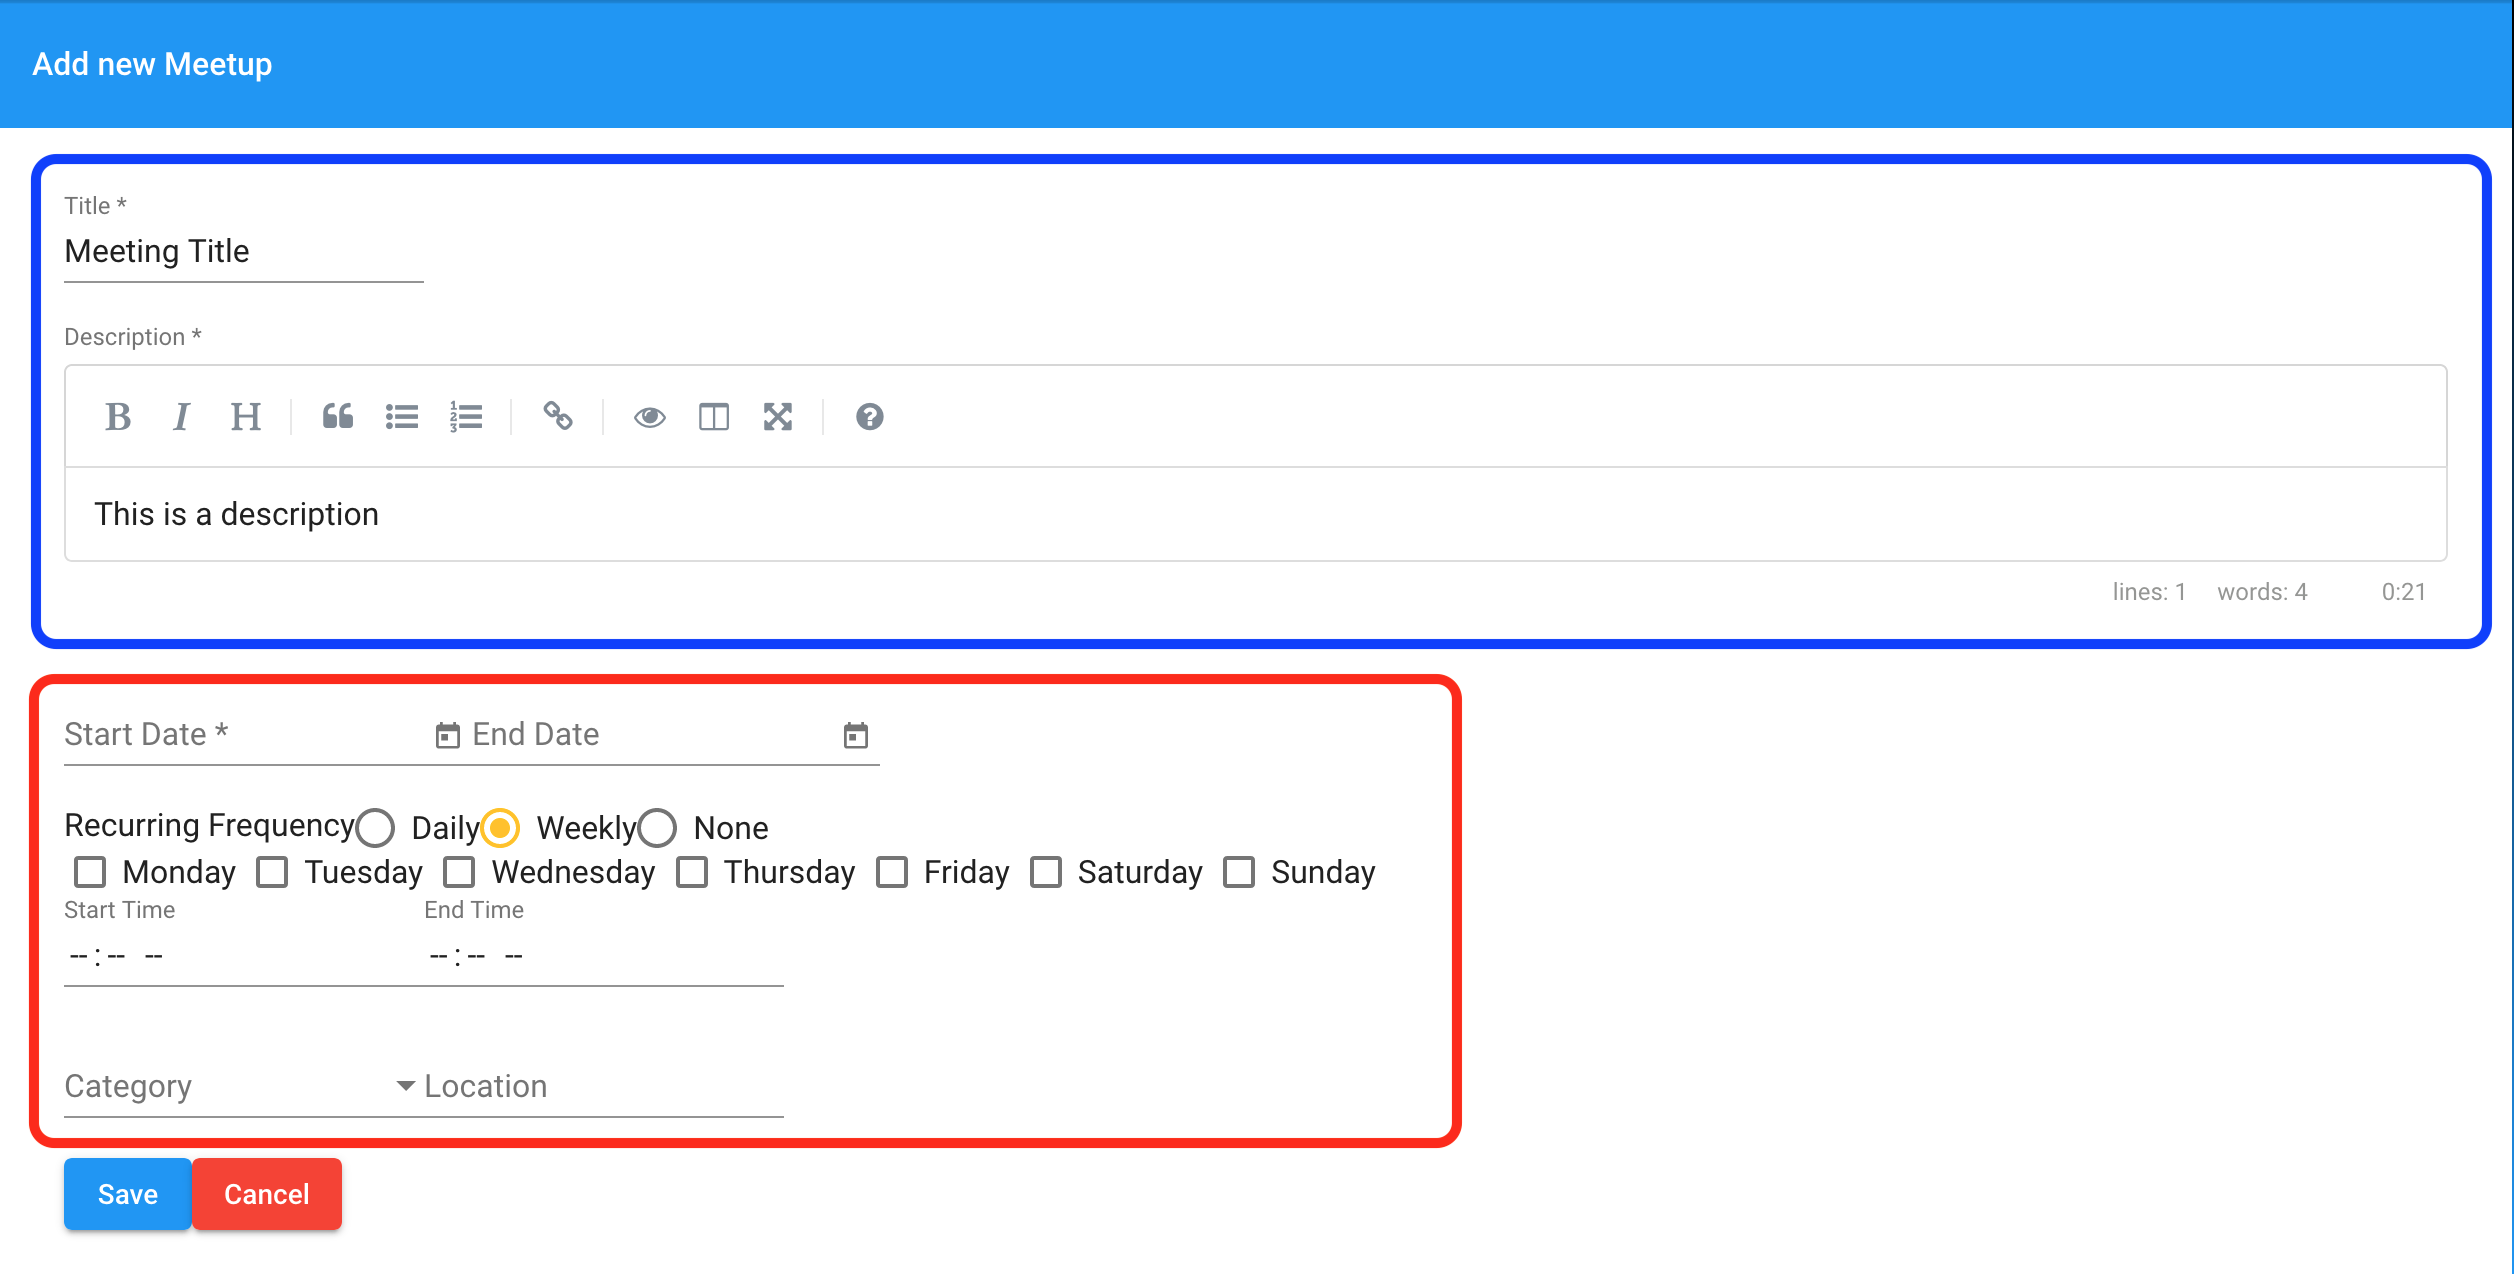 Add new Meetup
Title *
Meeting Title
Description *
B I H
This is a description
lines: 1 words: 4 0:21
Start Date * End Date
Recurring Frequency Daily Weekly None
Monday Tuesday Wednesday Thursday Friday Saturday Sunday
Start Time End Time
--:-- -- --:-- --
Category Location
Save Cancel